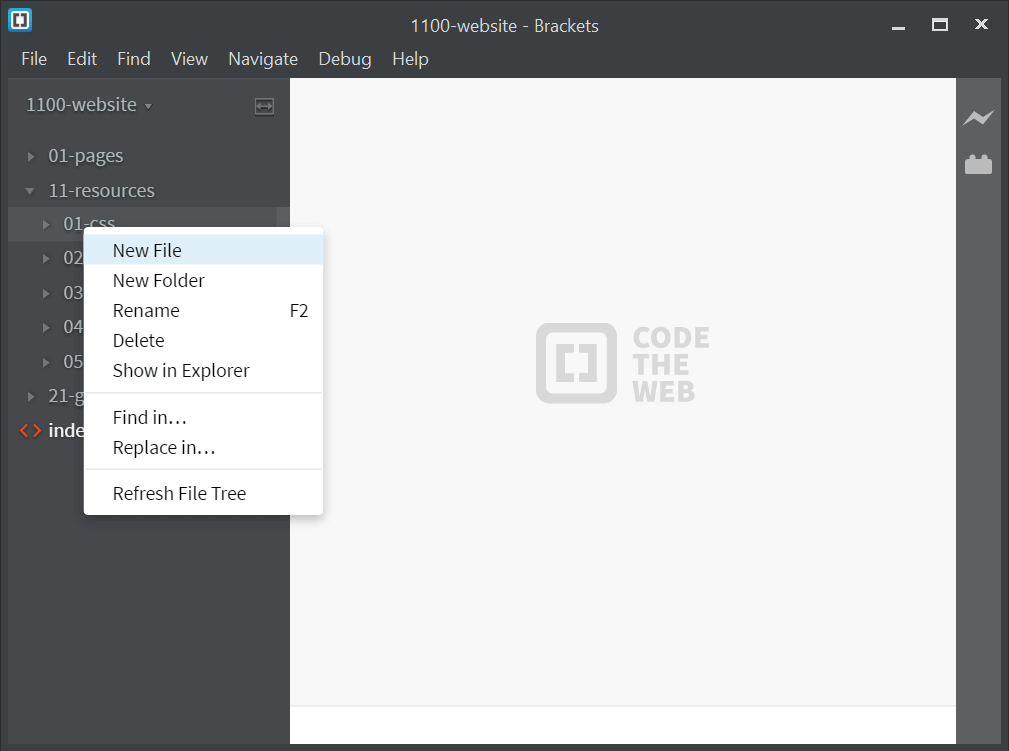 1100-website - Brackets
File Edit Find View Navigate Debug Help
1100-website
01-pages
11-resources
01-css
02
03
04
05
21-g
inde
New File
New Folder
Rename F2
Delete
Show in Explorer
Find in…
Replace in…
Refresh File Tree
CODE
THE
WEB